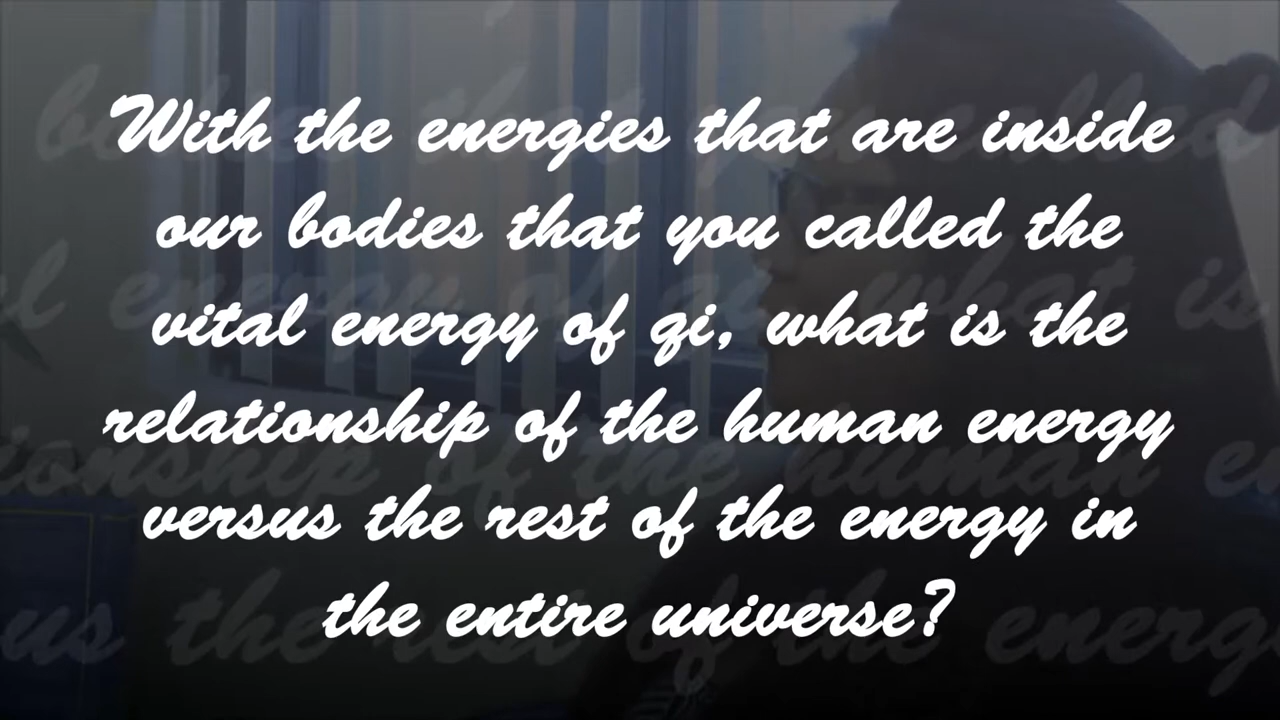 With the energies that are inside
our bodies that you called the
vital energy of qi, what is the
relationship of the human energy
versus the rest of the energy in
the entire universe?